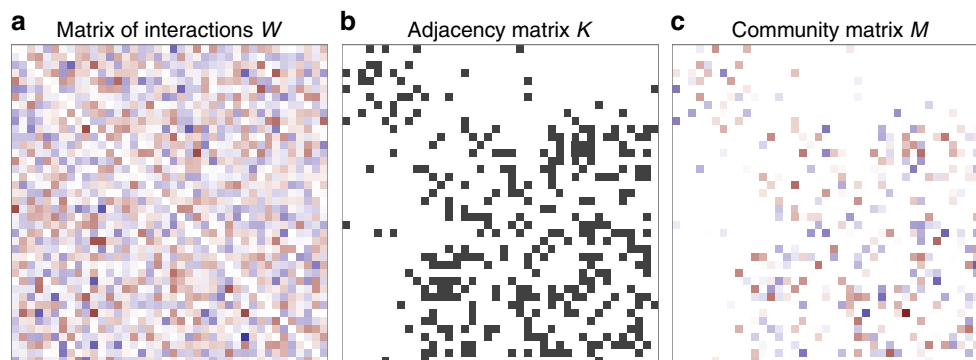 a Matrix of interactions W
b Adjacency matrix K
c Community matrix M